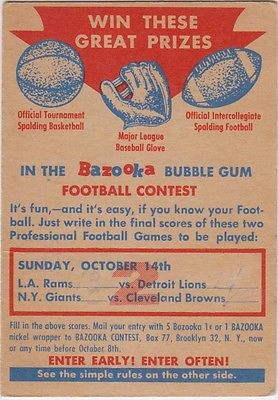 WIN THESE
GREAT PRIZES
Official Tournament
Spalding Basketball
Major League
Baseball Glove
Official Intercollegiate
Spalding Football
IN THE Bazooka BUBBLE GUM
FOOTBALL CONTEST
It's fun,—and it's easy, if you know your Foot-
ball. Just write in the final scores of these two
Professional Football Games to be played:
SUNDAY, OCTOBER 14th
L.A. Rams vs. Detroit Lions
N.Y. Giants vs. Cleveland Browns
2
Fill in the above scores. Mail your entry with 5 Bazooka 1¢ or 1 BAZOOKA
nickel wrapper to BAZOOKA CONTEST, Box 77, Brooklyn 32, N. Y., now
or any time before October 8th.
ENTER EARLY! ENTER OFTEN!
See the simple rules on the other side.